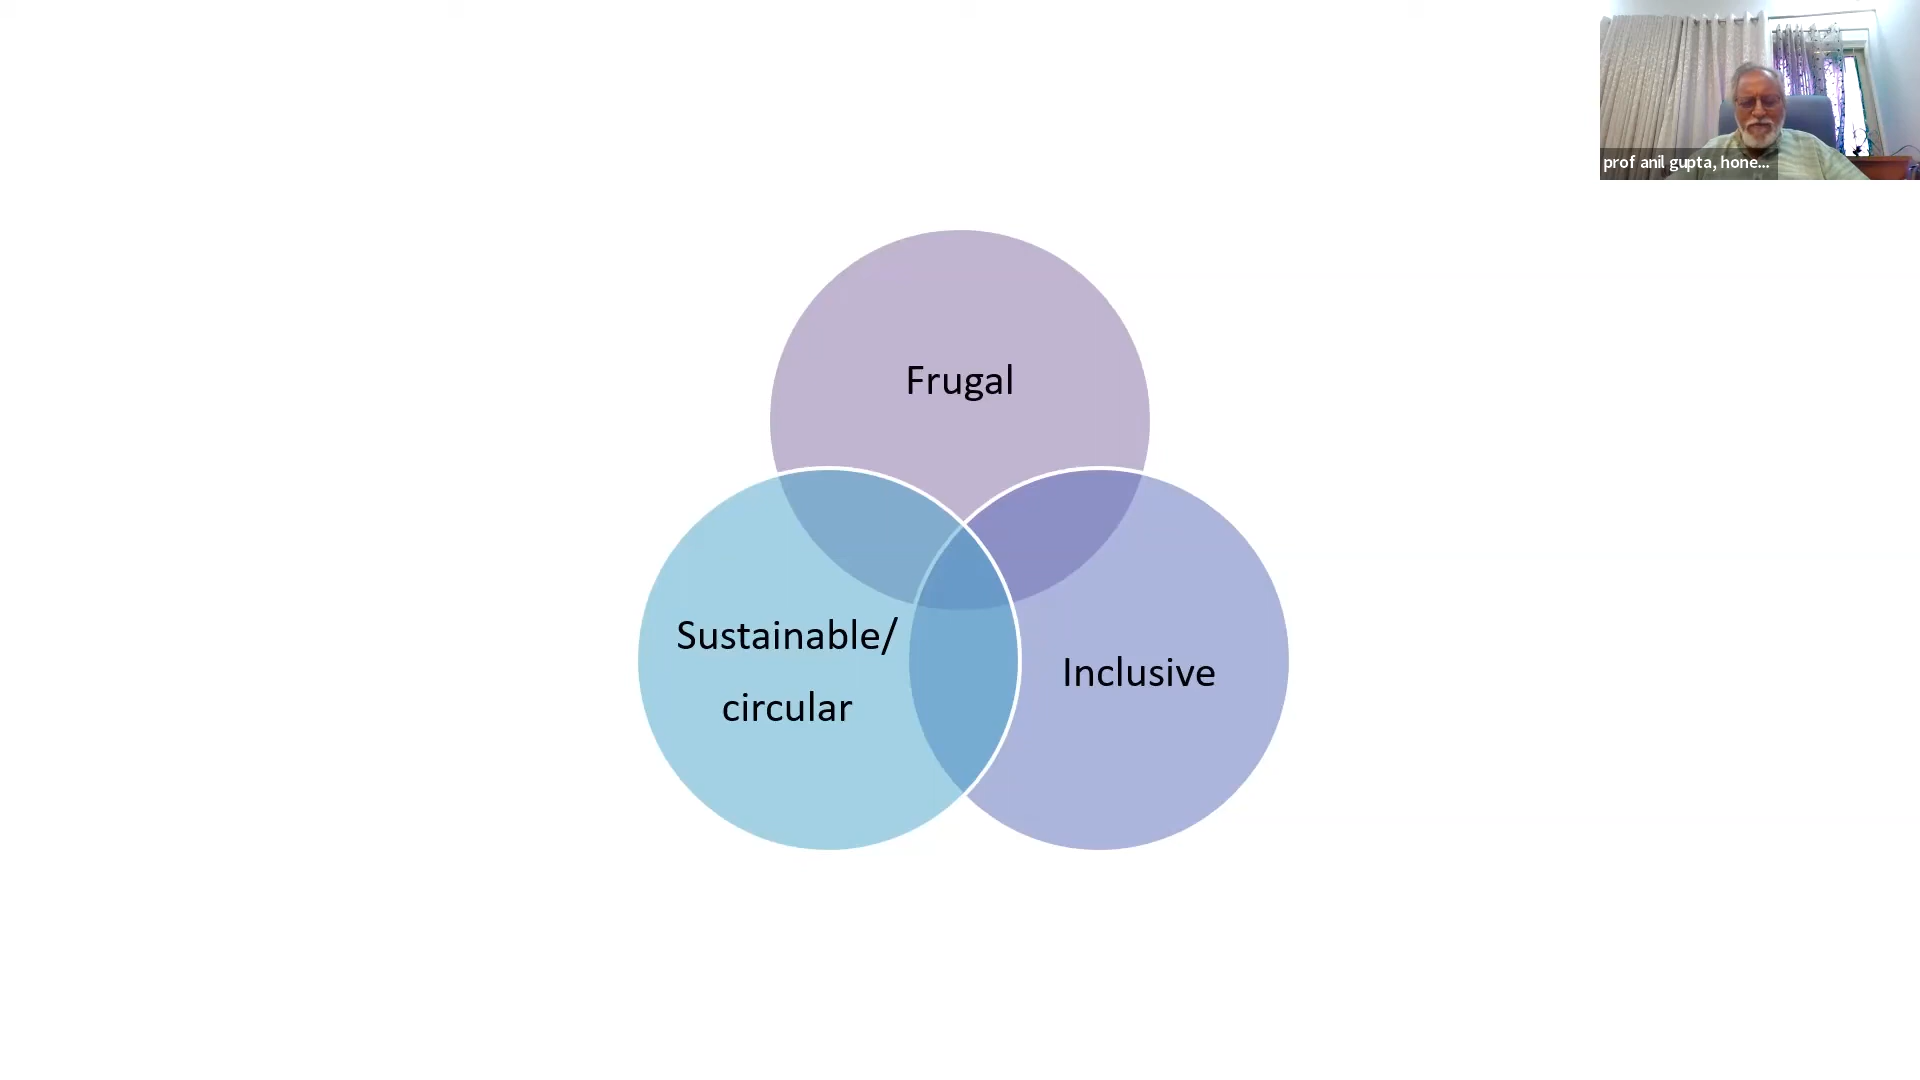 prof anil gupta, hone...
Frugal
Sustainable/
circular
Inclusive